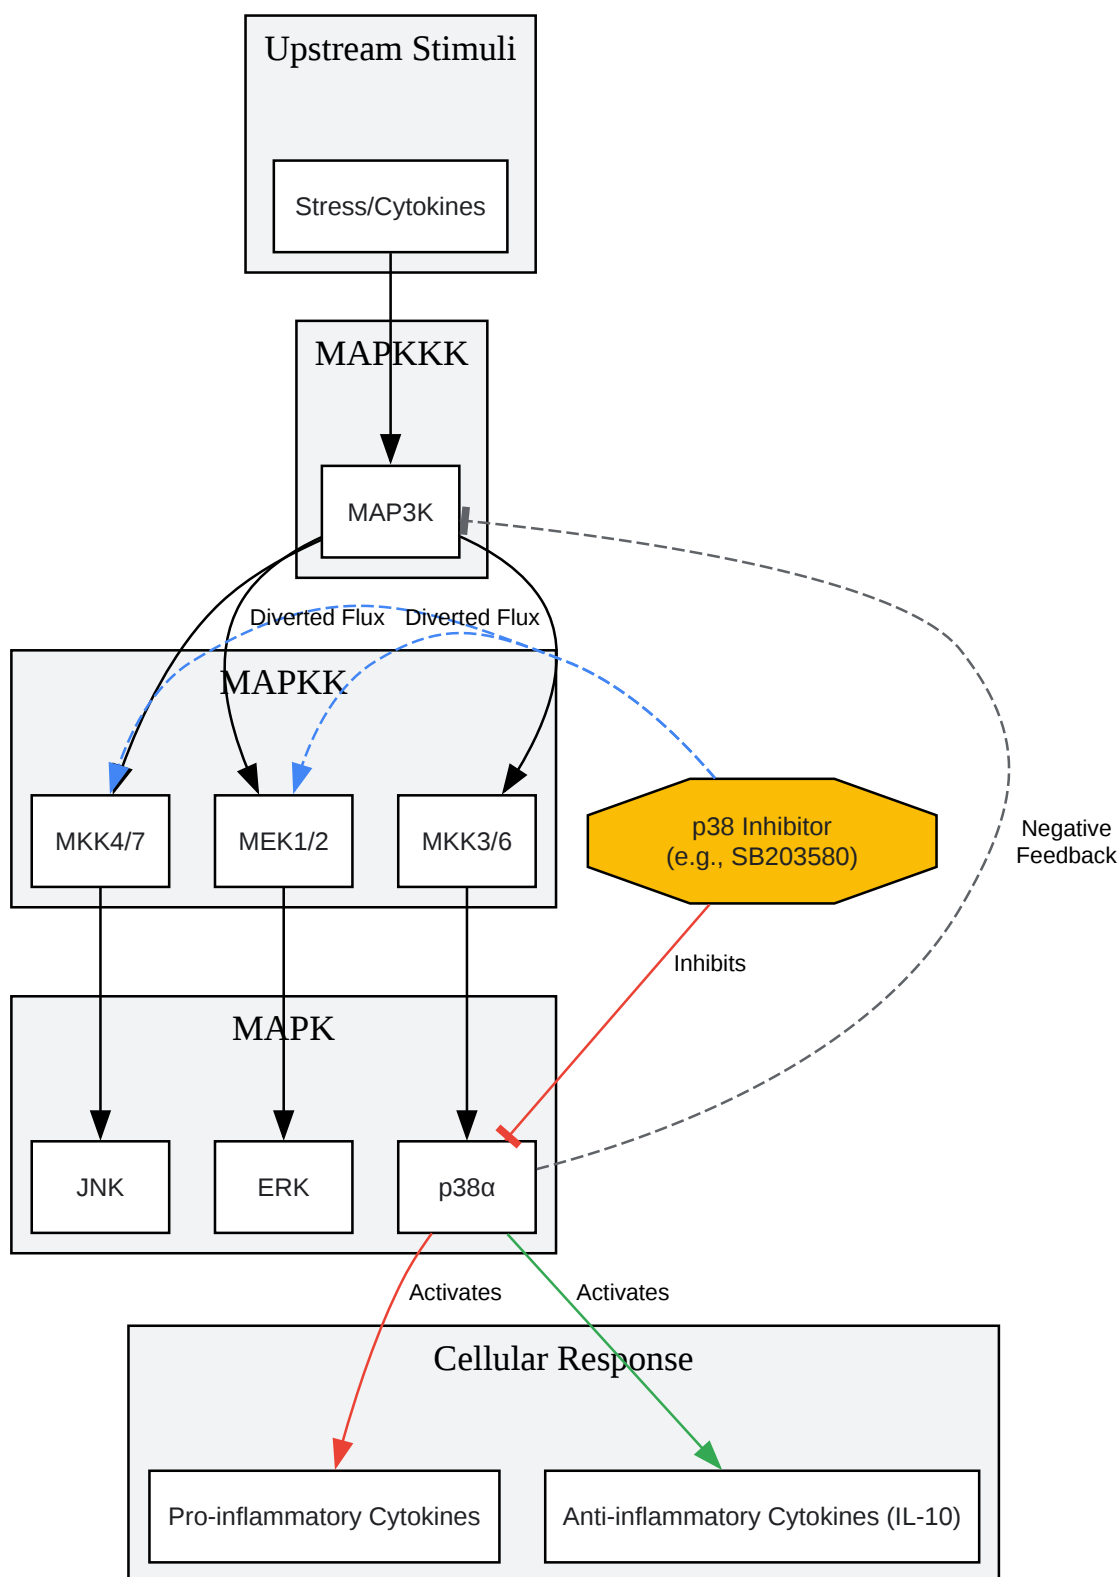 Upstream Stimuli
Stress/Cytokines
MAPKKK
MAP3K
Diverted Flux
Diverted Flux
MAPKK
MKK4/7
MEK1/2
MKK3/6
p38 Inhibitor
(e.g., SB203580)
Negative
Feedback
Inhibits
MAPK
JNK
ERK
p38α
Activates
Activates
Cellular Response
Pro-inflammatory Cytokines
Anti-inflammatory Cytokines (IL-10)